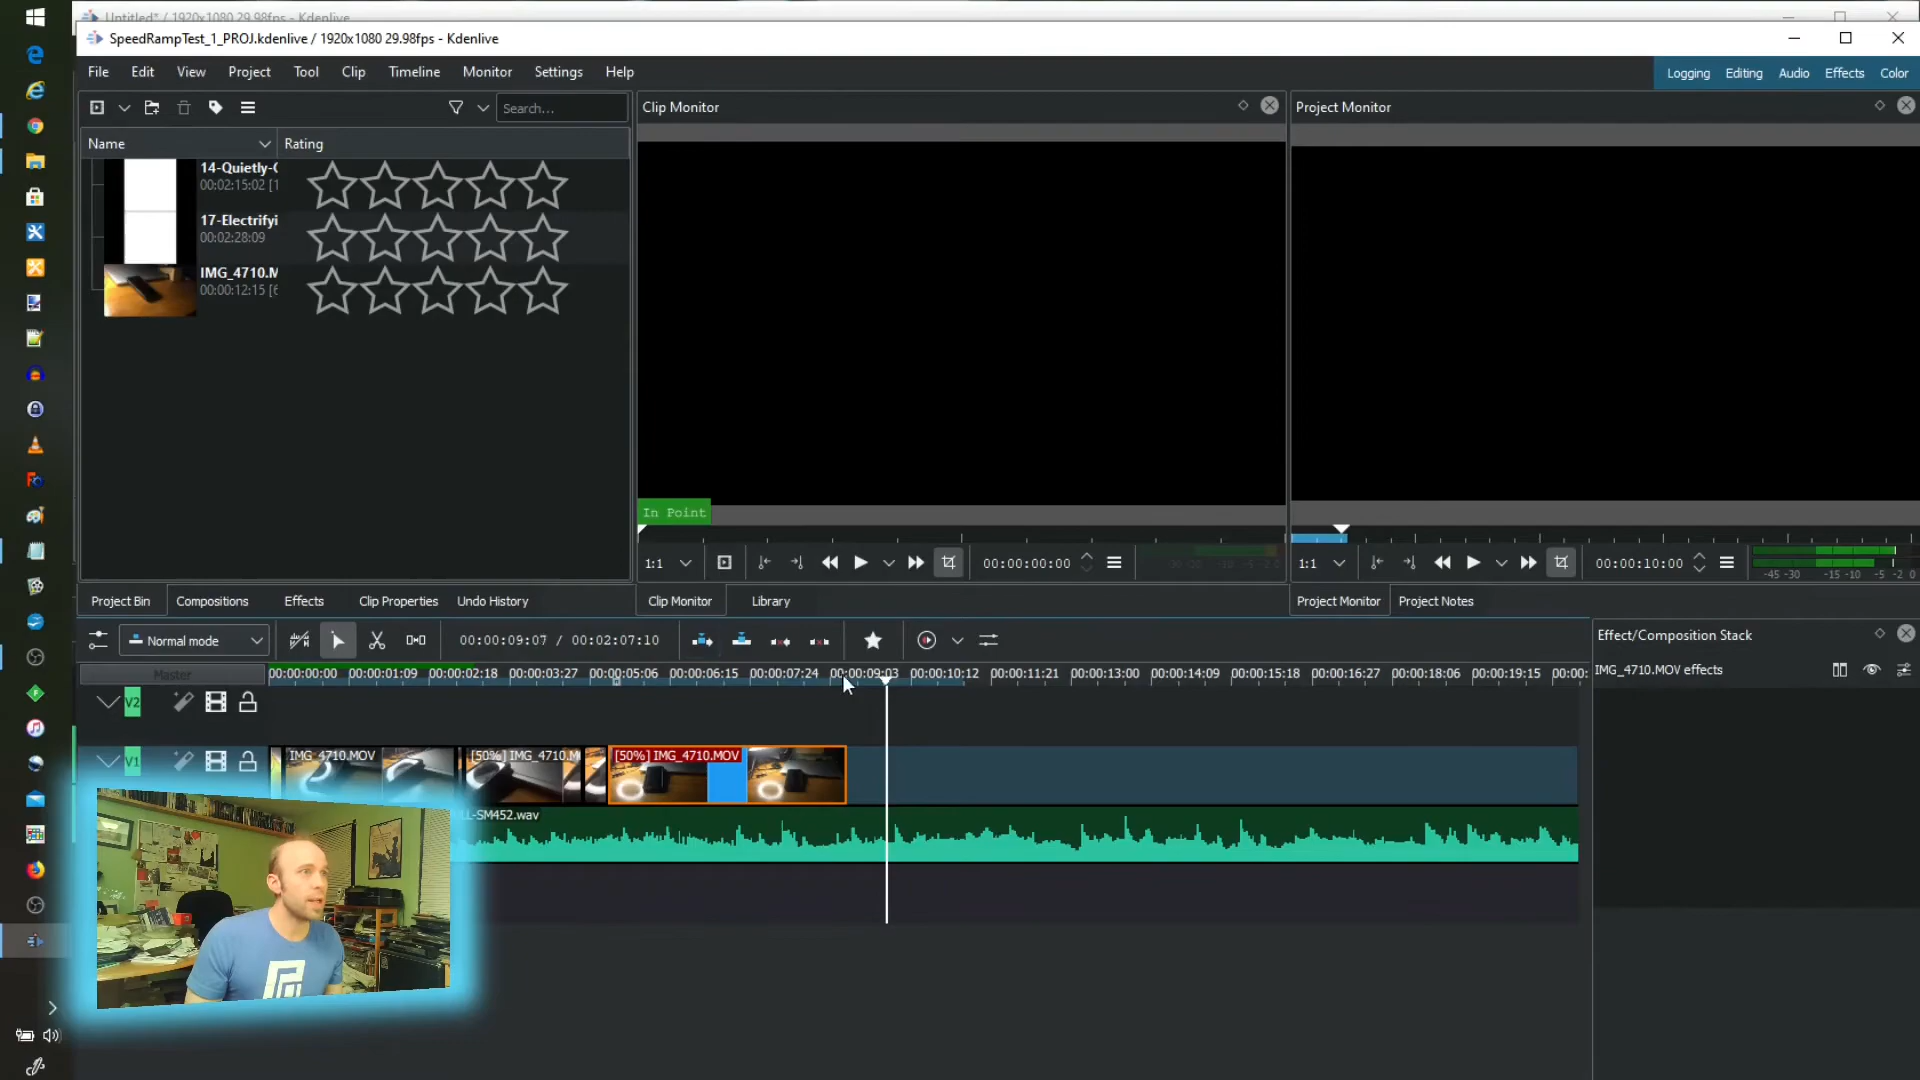 Untitled* / 1920x1080 29.98fps - Kdenlive
SpeedRampTest_1_PROJ.kdenlive / 1920x1080 29.98fps - Kdenlive
File Edit View Project Tool Clip Timeline Monitor Settings Help
Logging Editing Audio Effects Color
Search...
Clip Monitor
Project Monitor
Name Rating
14-Quietly-
00:02:15:02 [1
17-Electrifyi
00:02:28:09
IMG_4710.M
00:00:12:15 [6
In Point
1:1 00:00:00:00
1:1 00:00:10:00
-45 -30 -15 -10 -5 -2 0
Project Bin Compositions Effects Clip Properties Undo History
Clip Monitor Library
Project Monitor Project Notes
Normal mode 00:00:09:07 / 00:02:07:10
Effect/Composition Stack
IMG_4710.MOV effects
Master
00:00:00:00 00:00:01:09 00:00:02:18 00:00:03:27 00:00:05:06 00:00:06:15 00:00:07:24 00:00:09:03 00:00:10:12 00:00:11:21 00:00:13:00 00:00:14:09 00:00:15:18 00:00:16:27 00:00:18:06 00:00:19:15 00:00:
V2
V1
IMG_4710.MOV
[50%] IMG_4710.M
[50%] IMG_4710.MOV
LL-SM452.wav